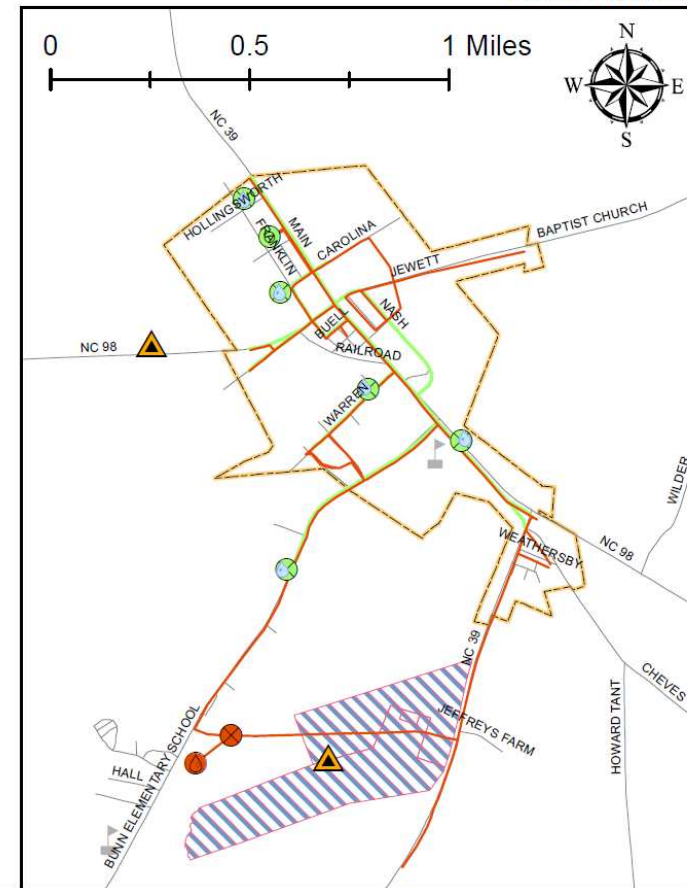 0 0.5 1 Miles
N
W E
S
NC 39
HOLLINGSWORTH
FRANKLIN
MAIN
CAROLINA
BAPTIST CHURCH
JEWETT
NASH
BUELL
RAILROAD
NC 98
WARREN
WILDER
WEATHERSBY
NC 98
NC 39
CHEVES
HOWARD TANT
JEFFREYS FARM
BUNN ELEMENTARY SCHOOL
HALL